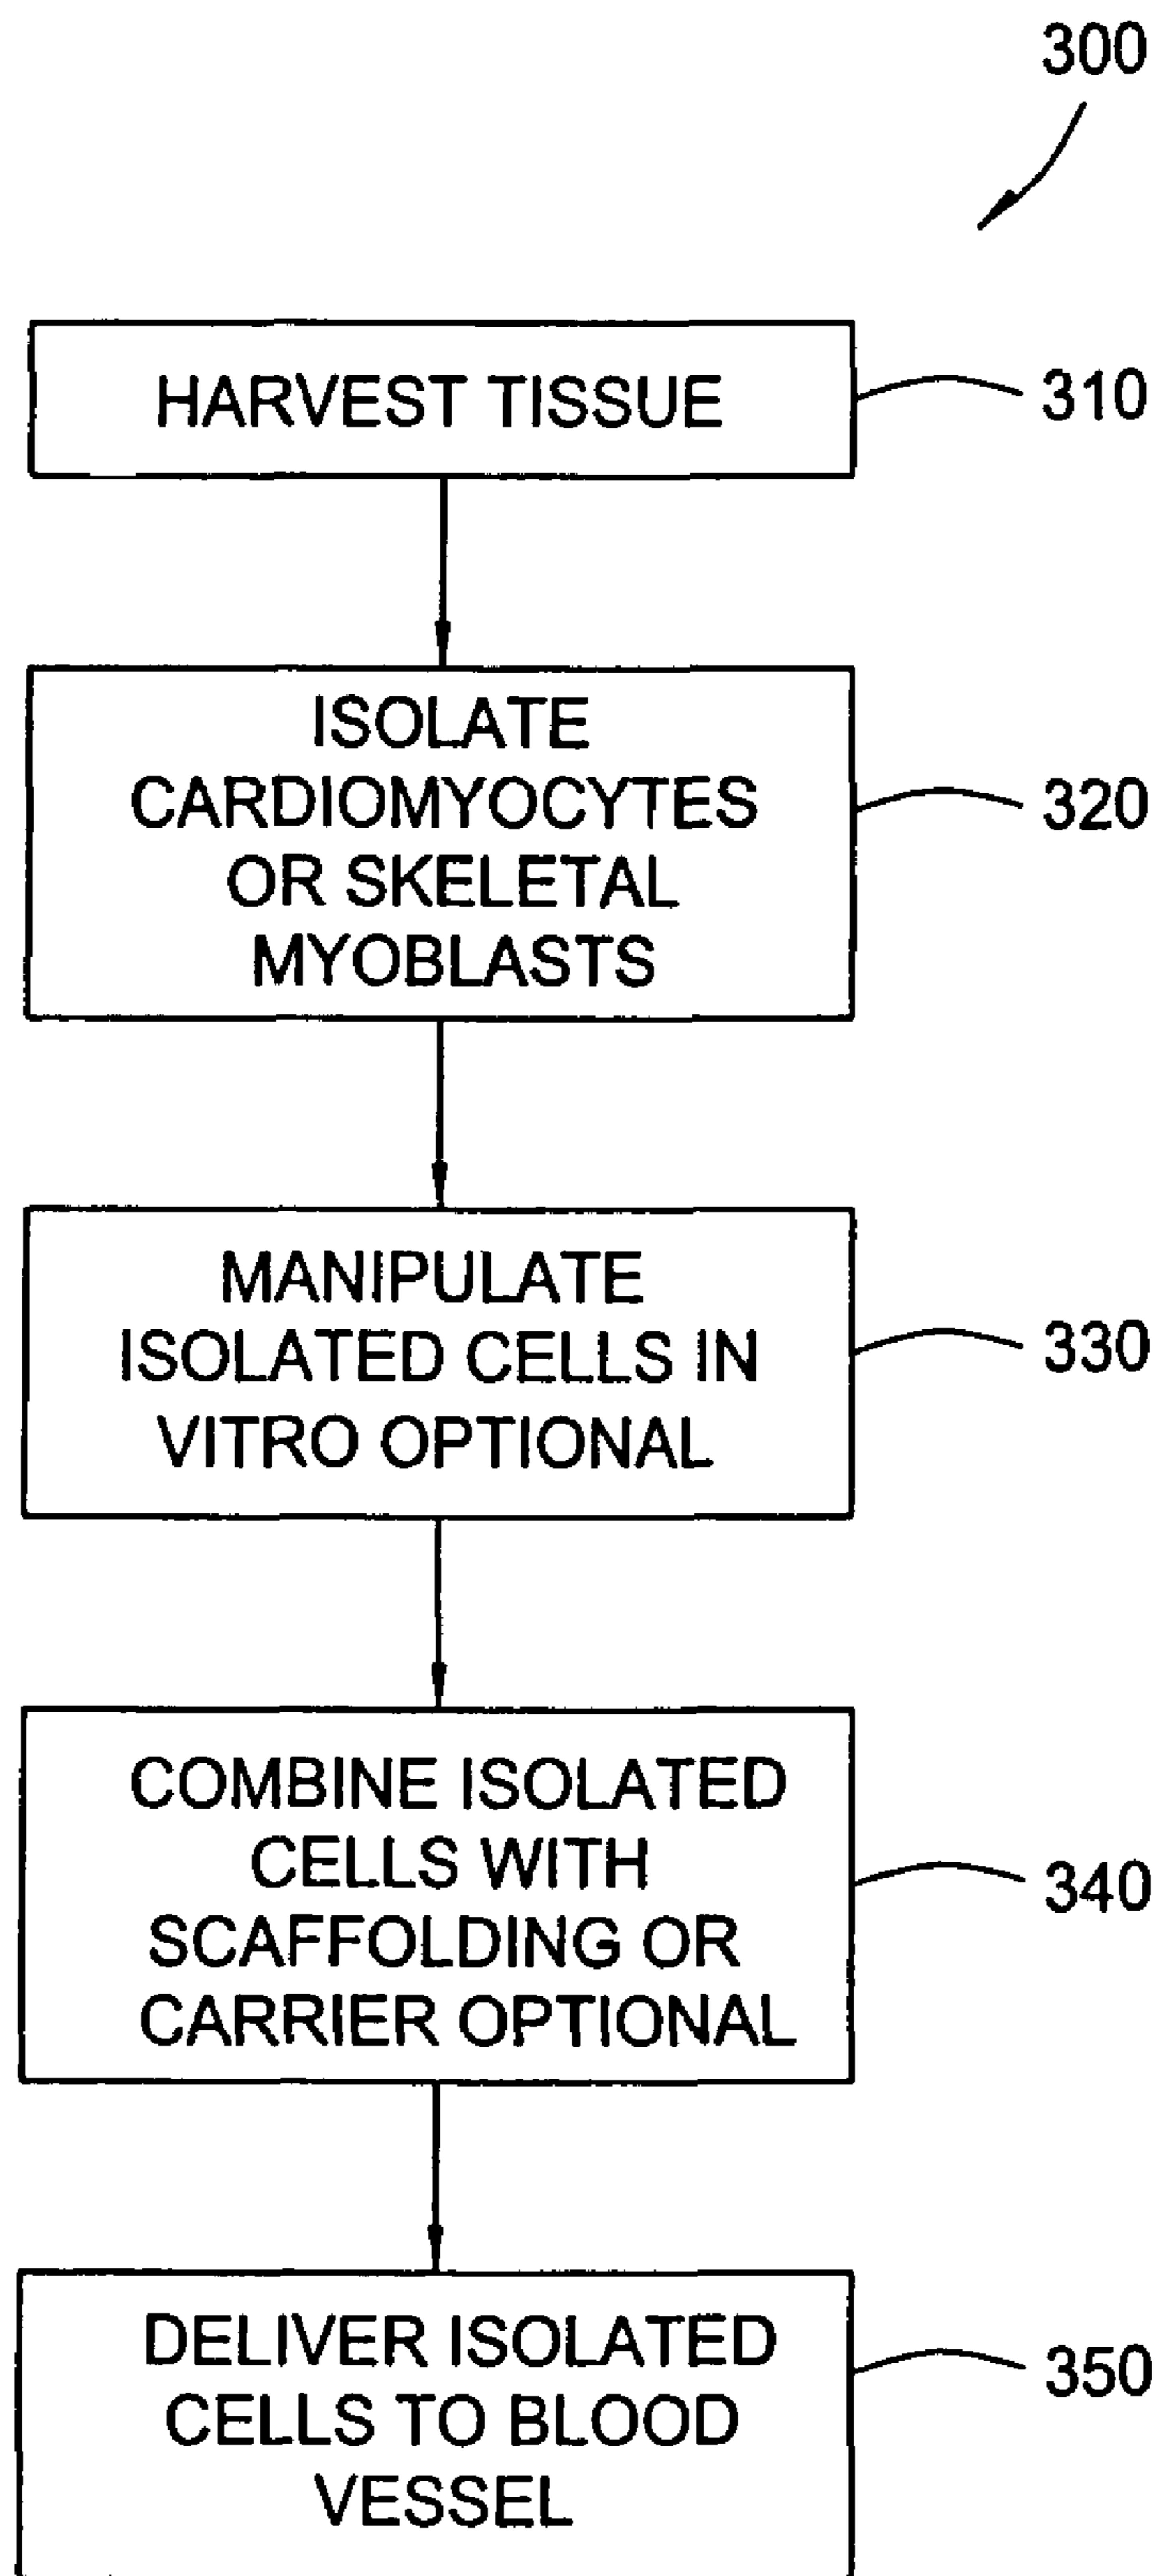 300
HARVEST TISSUE
310
ISOLATE
CARDIOMYOCYTES
OR SKELETAL
MYOBLASTS
320
MANIPULATE
ISOLATED CELLS IN
VITRO OPTIONAL
330
COMBINE ISOLATED
CELLS WITH
SCAFFOLDING OR
CARRIER OPTIONAL
340
DELIVER ISOLATED
CELLS TO BLOOD
VESSEL
350